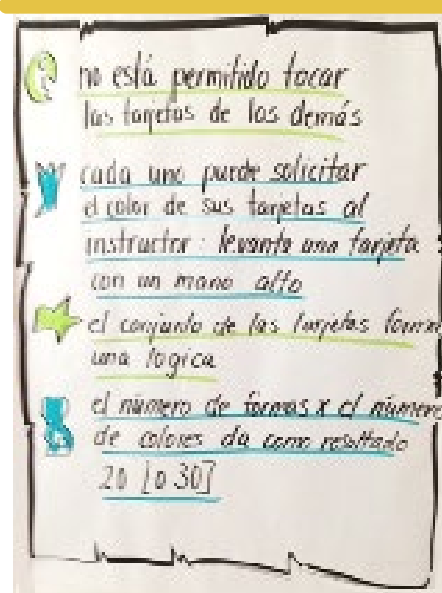 no está permitido tocar
las tarjetas de los demás
cada uno puede solicitar
el color de sus tarjetas al
instructor: levanta una tarjeta
con un mano alto
el conjunto de las tarjetas forma
una logica
el número de formas x el número
de colores da como resultado
20 [o 30]